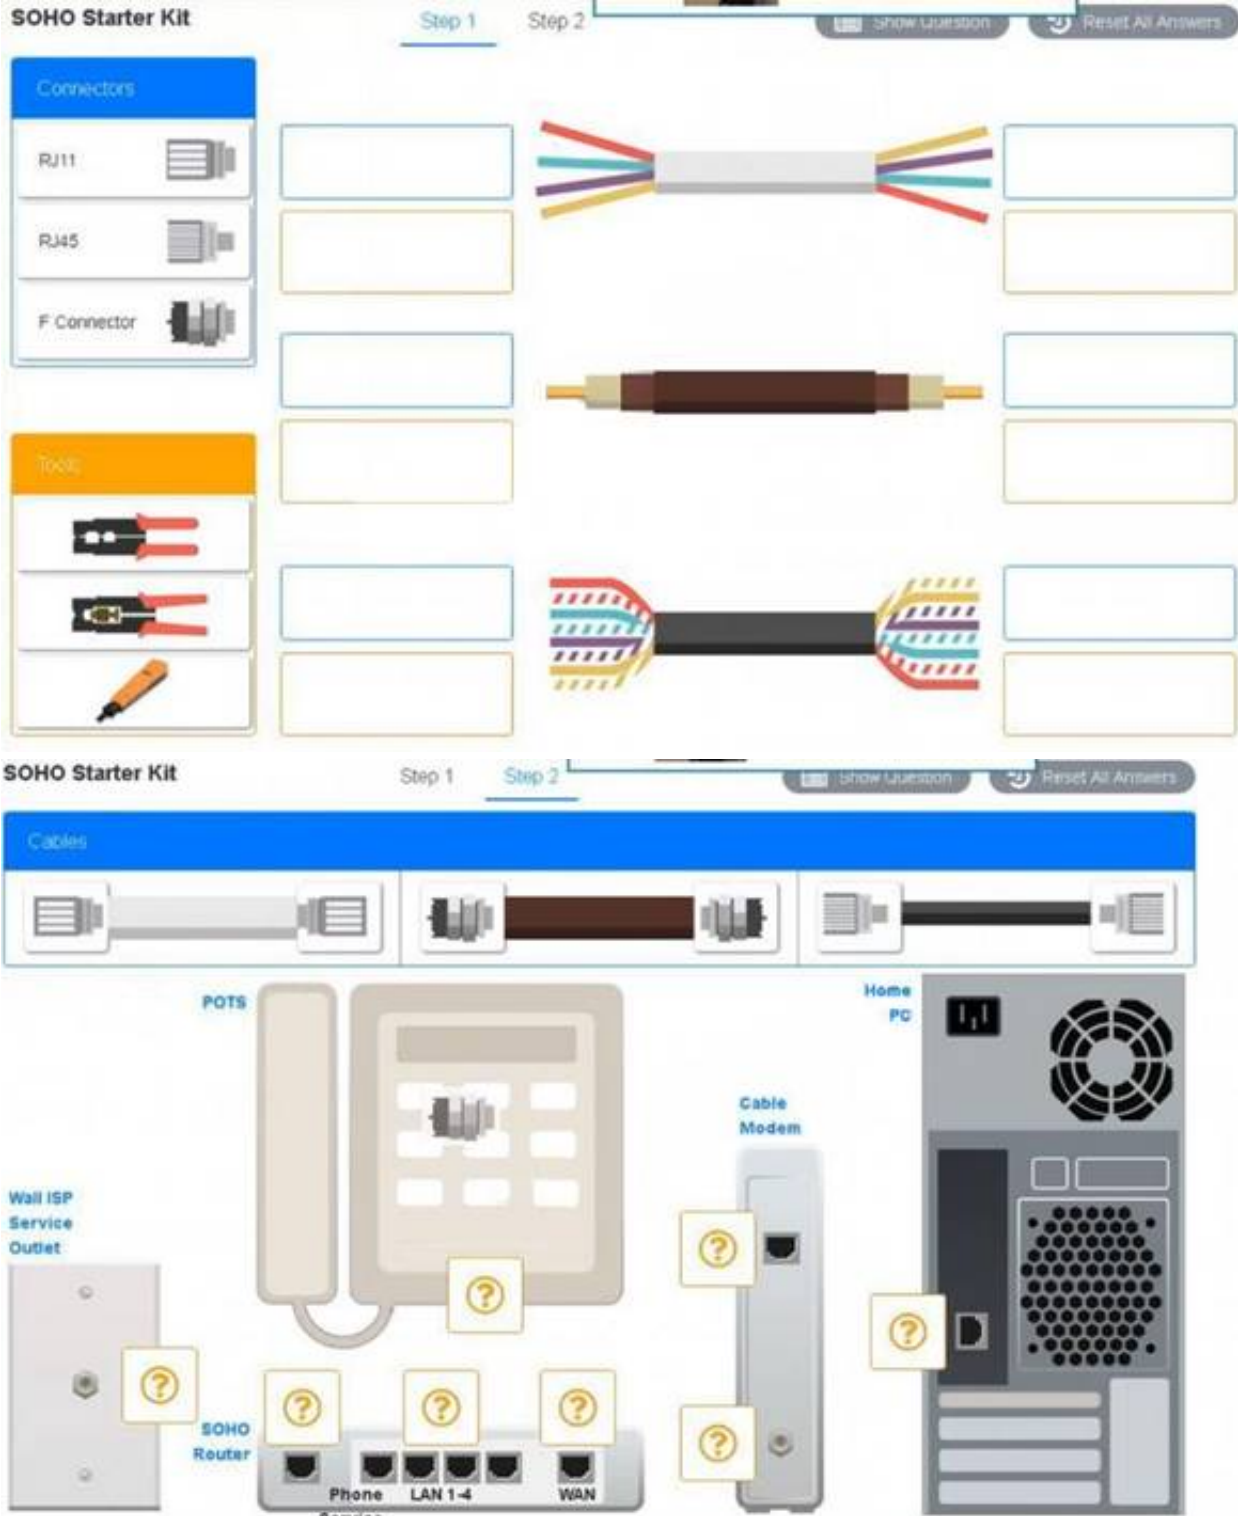 SOHO Starter Kit
Step 1
Step 2
Show Question
Reset All Answers
Connectors
RJ11
RJ45
F Connector
Tools
SOHO Starter Kit
Step 1
Step 2
Show Question
Reset All Answers
Cables
POTS
Home
PC
Cable
Modem
Wall ISP
Service
Outlet
?
?
?
?
?
?
?
?
SOHO
Router
Phone
LAN 1-4
WAN
Service